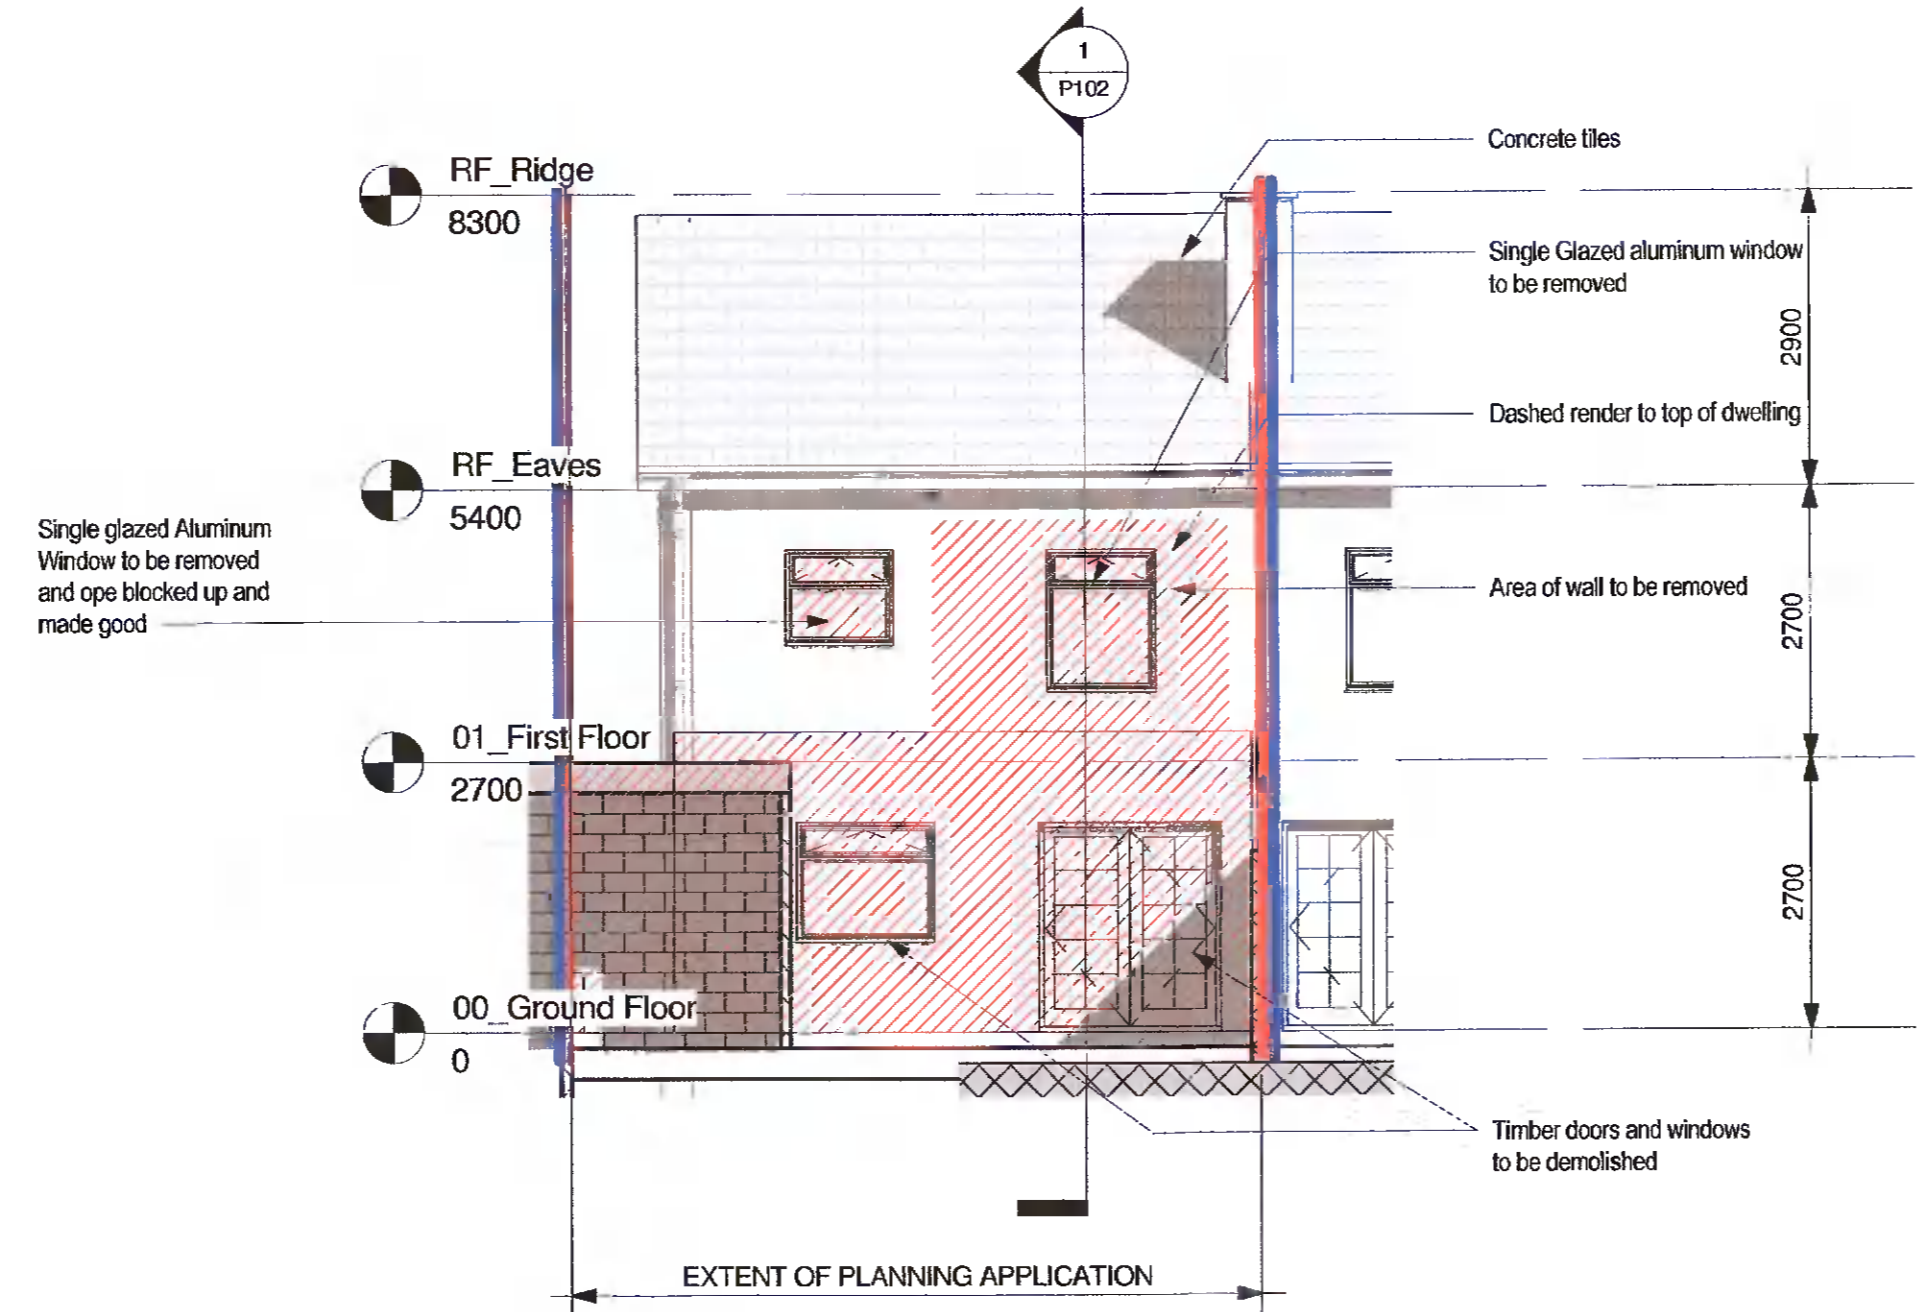 1
P102
Concrete tiles
RF_Ridge
8300
Single Glazed aluminum window
to be removed
2900
Dashed render to top of dwelling
RF_Eaves
5400
Single glazed Aluminum
Window to be removed
and ope blocked up and
made good
Area of wall to be removed
2700
01_First Floor
2700
2700
00_Ground Floor
0
Timber doors and windows
to be demolished
EXTENT OF PLANNING APPLICATION